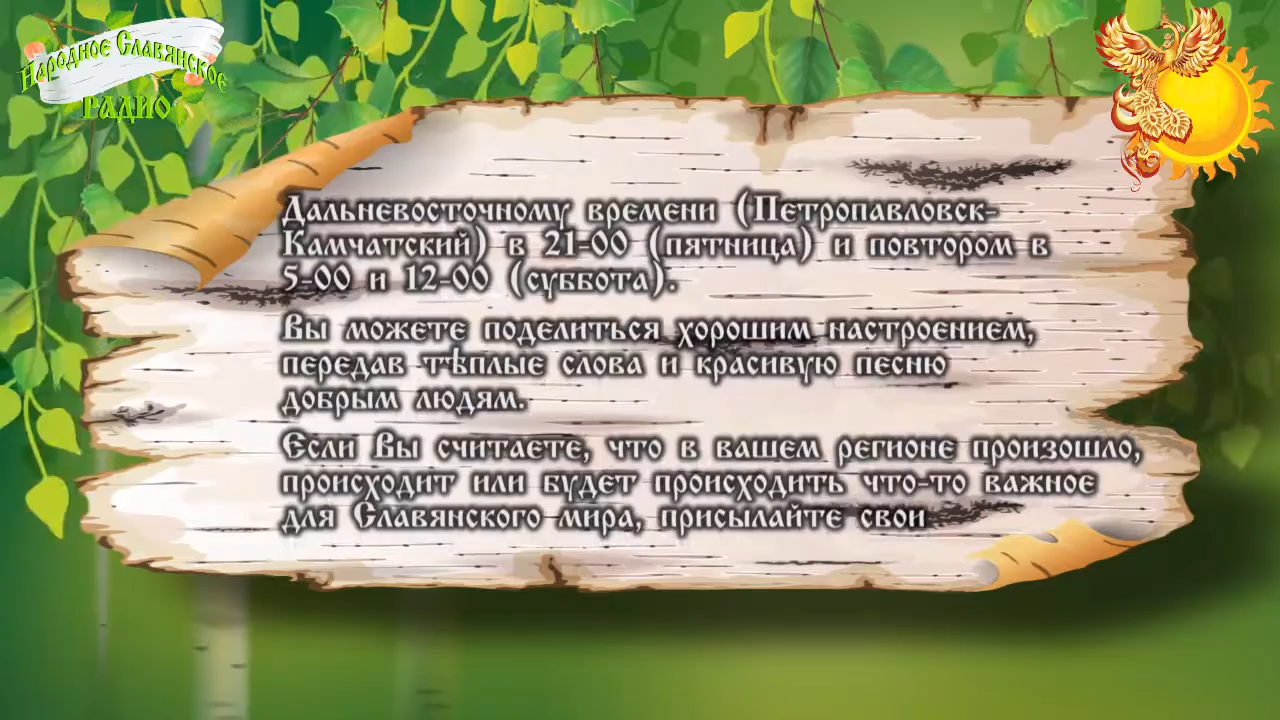 Народное Славянское
РАДИО
Дальневосточному времени (Петропавловск-
Камчатский) в 21-00 (пятница) и повтором в
5-00 и 12-00 (суббота).
Вы можете поделиться хорошим настроением,
передав тѣплые слова и красивую песню
добрым людям.
Если Вы считаете, что в вашем регионе произошло,
происходит или будет происходить что-то важное
для Славянского мира, присылайте свои